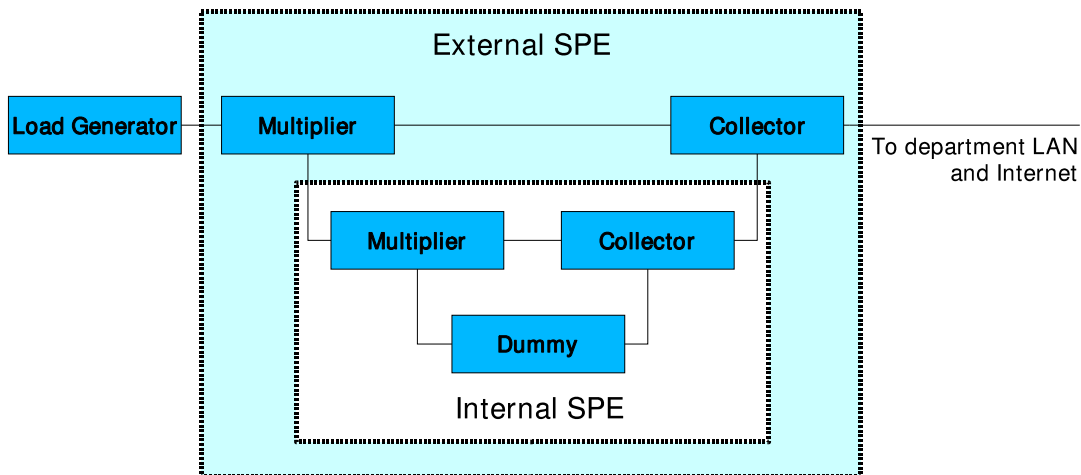 External SPE
Load Generator
Multiplier
Collector
To department LAN
and Internet
Multiplier
Collector
Dummy
Internal SPE